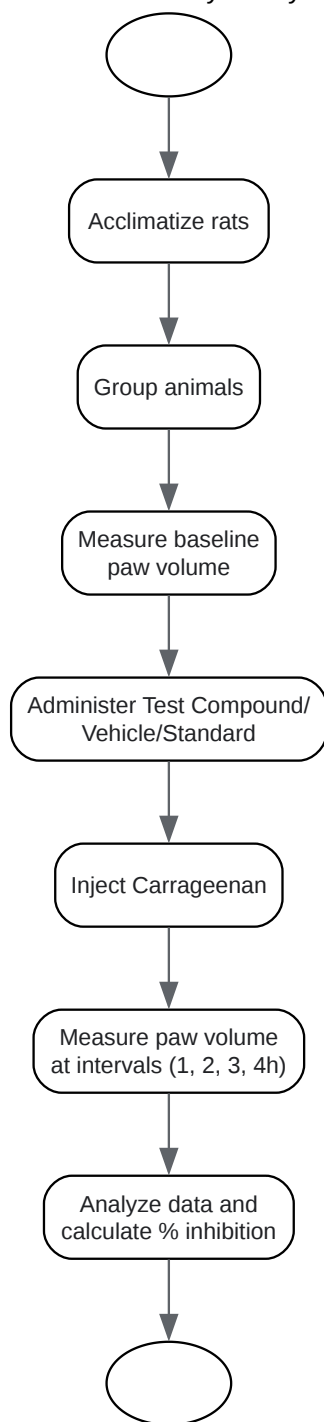 Acclimatize rats
Group animals
Measure baseline
paw volume
Administer Test Compound/
Vehicle/Standard
Inject Carrageenan
Measure paw volume
at intervals (1, 2, 3, 4h)
Analyze data and
calculate % inhibition